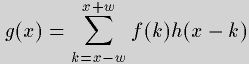 g(x) = \sum_{k=x-w}^{x+w} f(k)h(x-k)